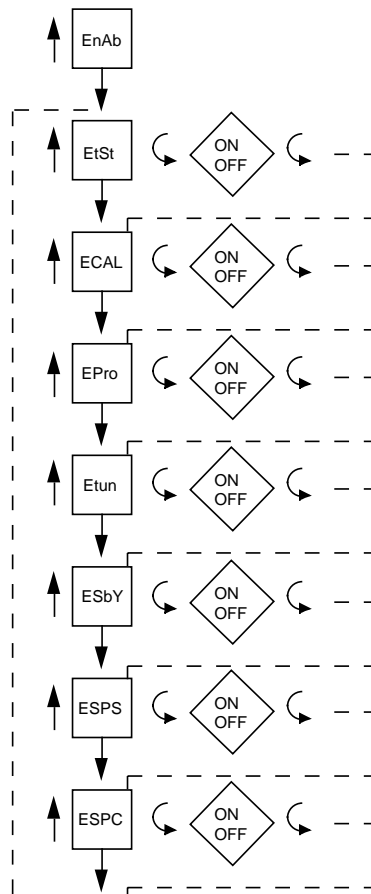 EnAb
EtSt
ON
OFF
ECAL
ON
OFF
EPro
ON
OFF
Etun
ON
OFF
ESbY
ON
OFF
ESPS
ON
OFF
ESPC
ON
OFF